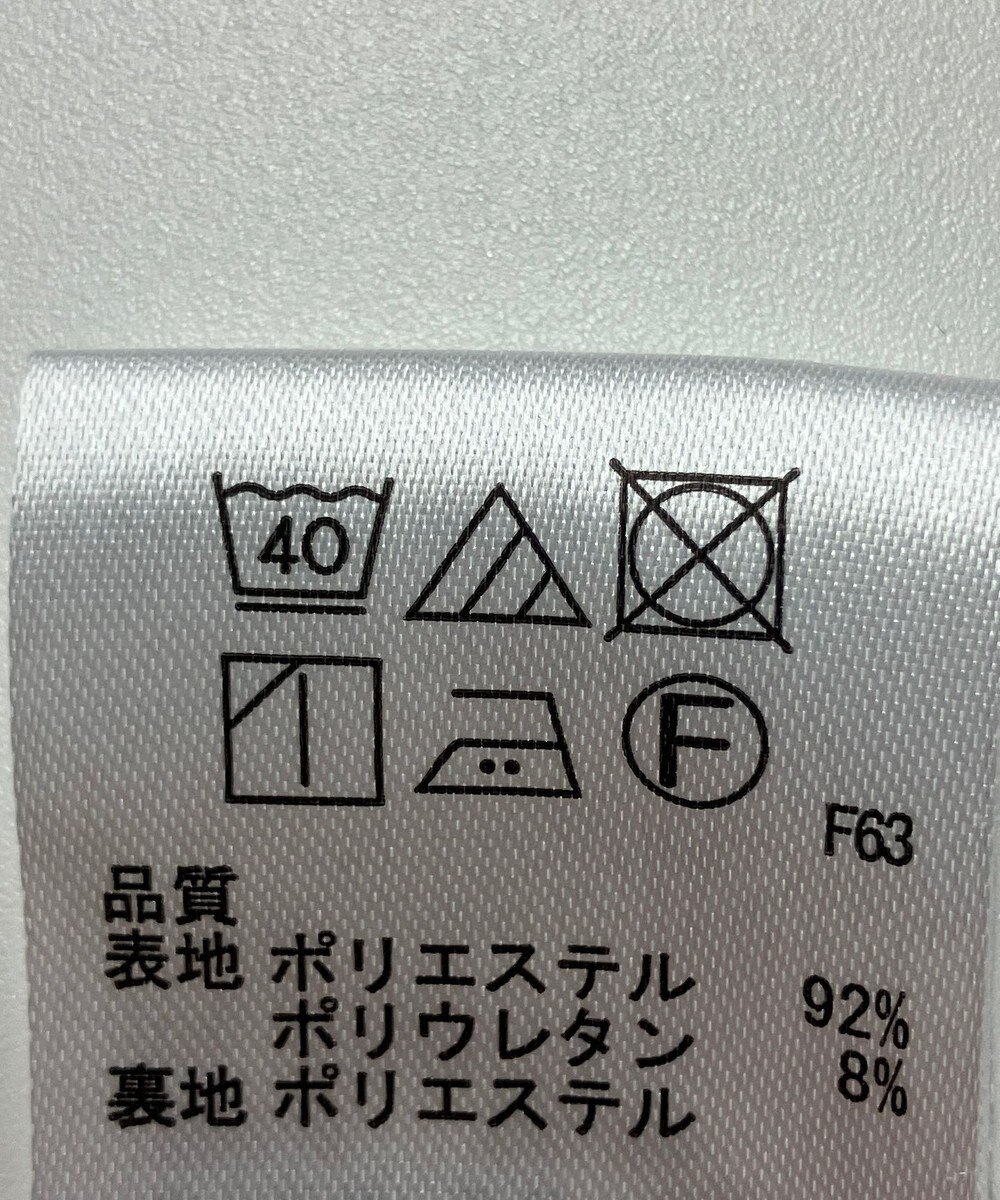 40
F
F63
品質
表地 ポリエステル 92%
ポリウレタン 8%
裏地 ポリエステル